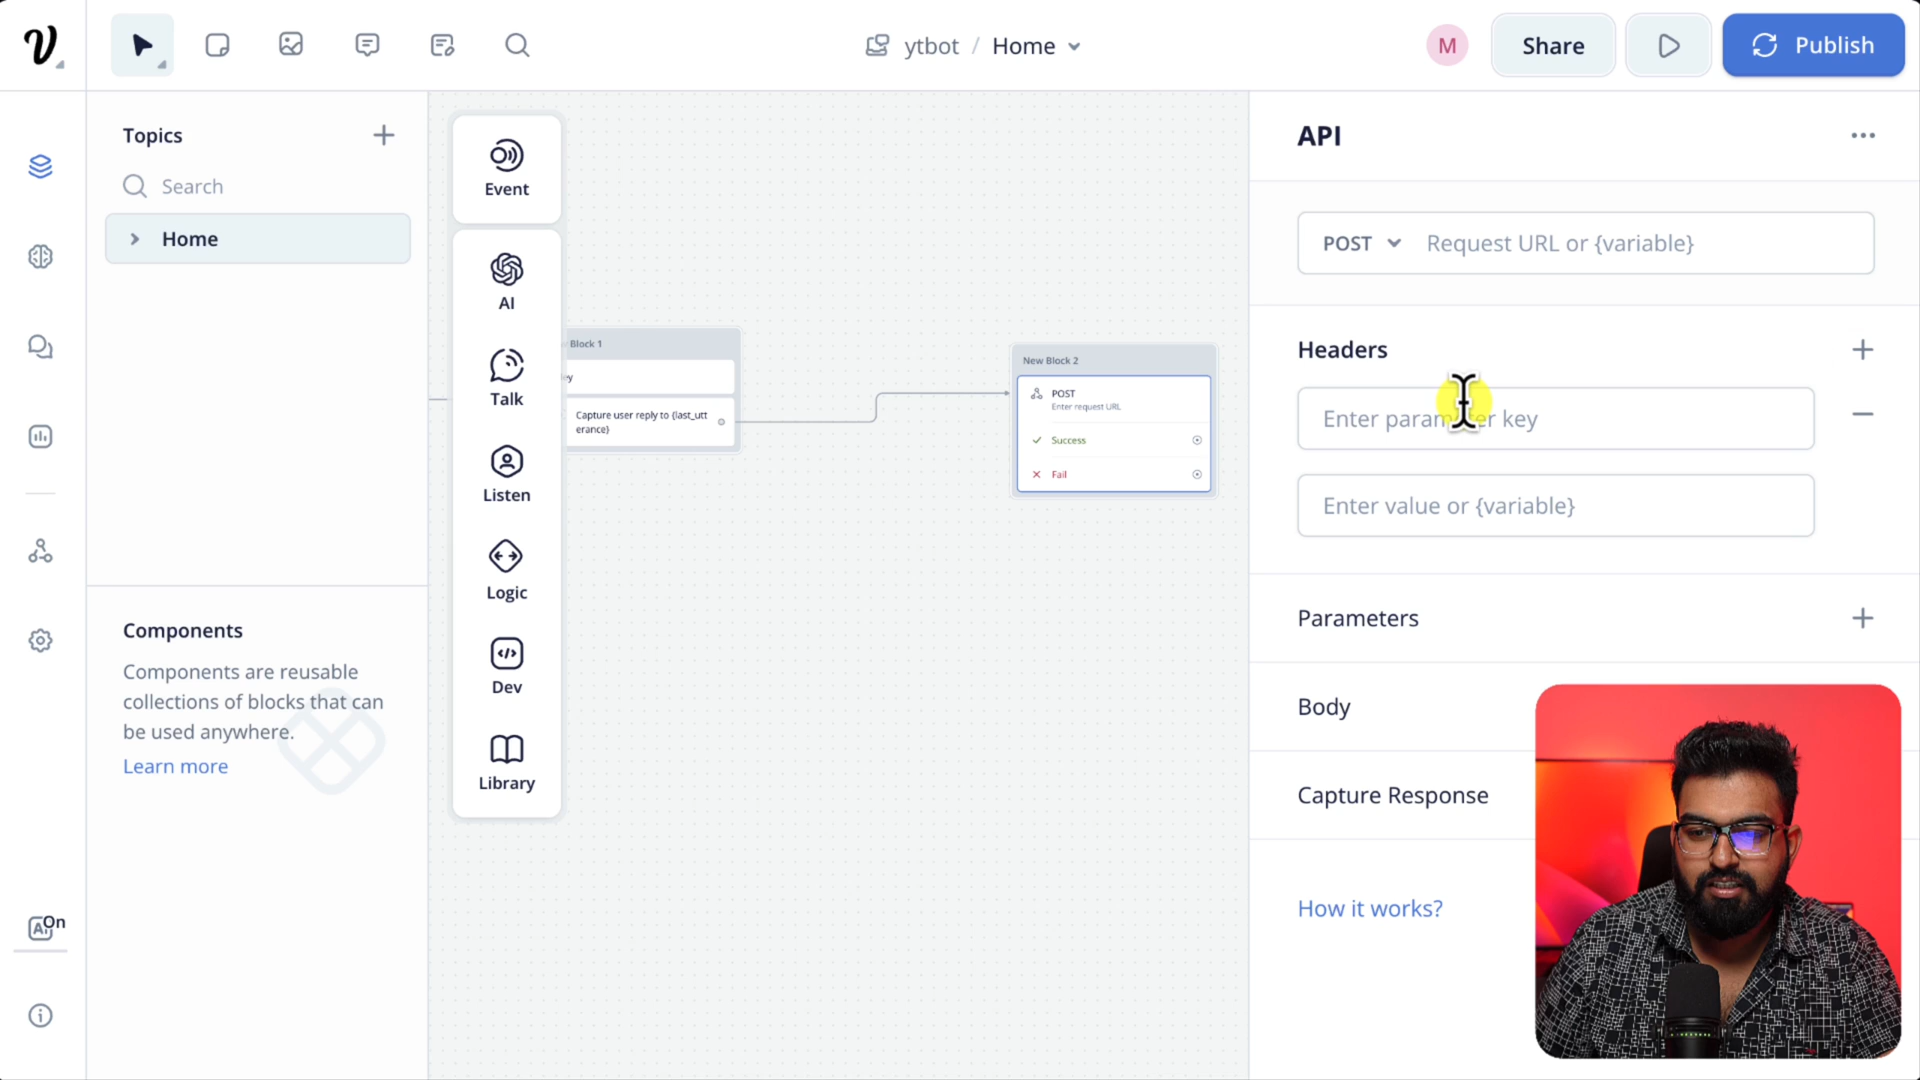 ytbot / Home
M
Share
Publish
Topics
Search
Home
Components
Components are reusable
collections of blocks that can
be used anywhere.
Learn more
On
Event
AI
Talk
Listen
Logic
Dev
Library
Block 1
ey
Capture user reply to {last_utt
erance}
New Block 2
POST
Enter request URL
Success
Fail
API
POST
Request URL or {variable}
Headers
Enter parameter key
Enter value or {variable}
Parameters
Body
Capture Response
How it works?